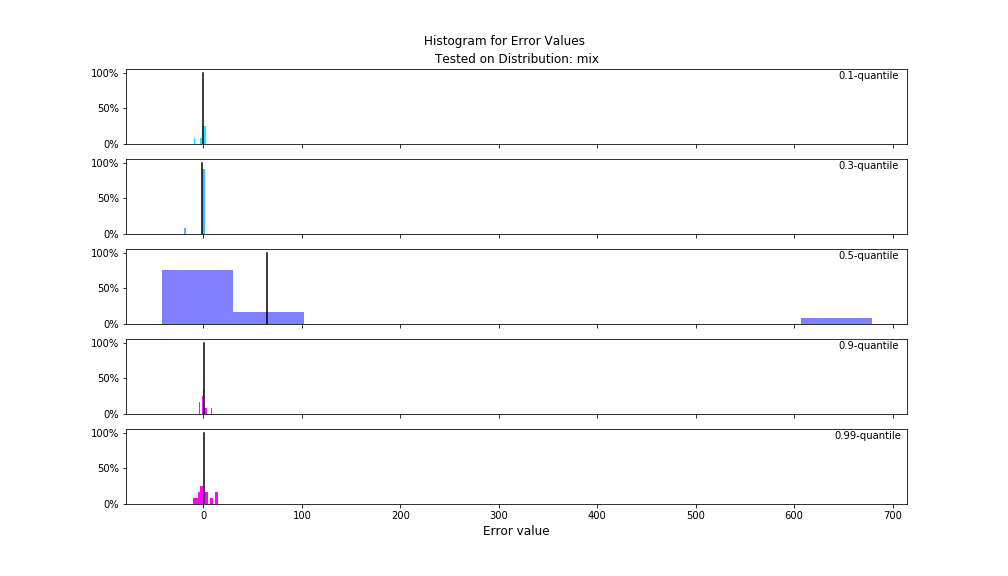 Histogram for Error Values
Tested on Distribution: mix
100%
50%
0%
0.1-quantile
100%
50%
0%
0.3-quantile
100%
50%
0%
0.5-quantile
100%
50%
0%
0.9-quantile
100%
50%
0%
0.99-quantile
0 100 200 300 400 500 600 700
Error value